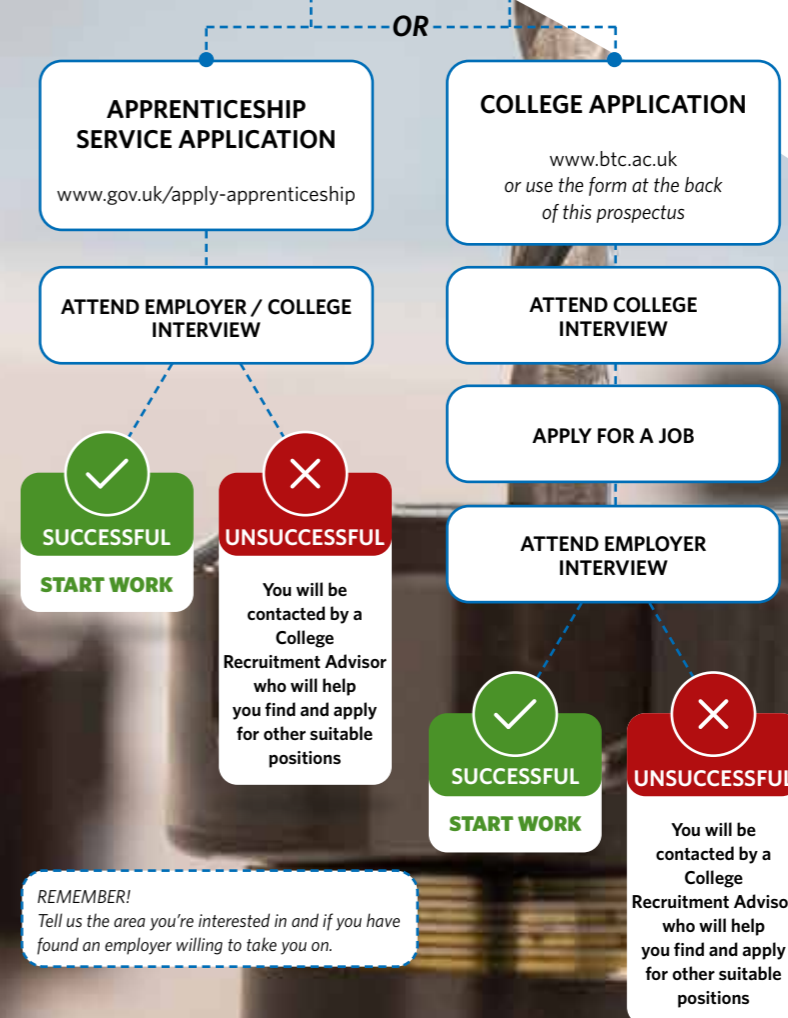 OR
APPRENTICESHIP
SERVICE APPLICATION
www.gov.uk/apply-apprenticeship
ATTEND EMPLOYER / COLLEGE
INTERVIEW
SUCCESSFUL
START WORK
UNSUCCESSFUL
You will be
contacted by a
College
Recruitment Advisor
who will help
you find and apply
for other suitable
positions
COLLEGE APPLICATION
www.btc.ac.uk
or use the form at the back
of this prospectus
ATTEND COLLEGE
INTERVIEW
APPLY FOR A JOB
ATTEND EMPLOYER
INTERVIEW
SUCCESSFUL
START WORK
UNSUCCESSFUL
You will be
contacted by a
College
Recruitment Adviso
who will help
you find and apply
for other suitable
positions
REMEMBER!
Tell us the area you're interested in and if you have
found an employer willing to take you on.